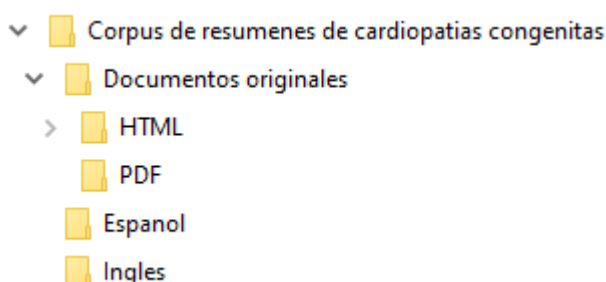 Corpus de resumenes de cardiopatias congenitas
Documentos originales
HTML
PDF
Espanol
Ingles